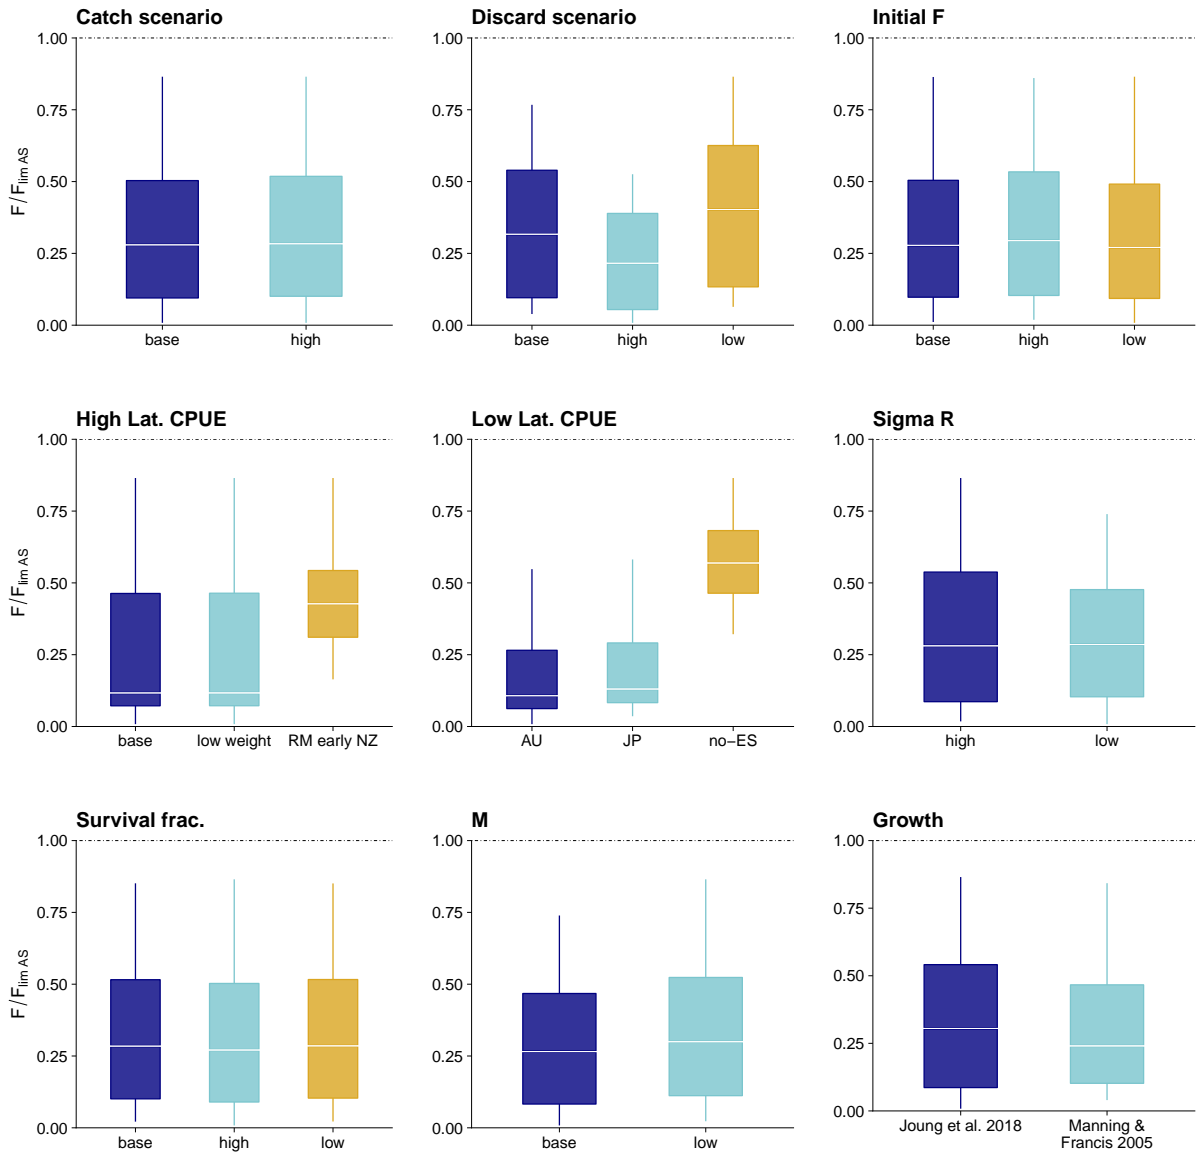 Catch scenario
1.00
0.75
0.50
0.25
0.00
F/F lim AS
base high
Discard scenario
1.00
0.75
0.50
0.25
0.00
base high low
Initial F
1.00
0.75
0.50
0.25
0.00
base high low
High Lat. CPUE
1.00
0.75
0.50
0.25
0.00
F/F lim AS
base low weight RM early NZ
Low Lat. CPUE
1.00
0.75
0.50
0.25
0.00
AU JP no−ES
Sigma R
1.00
0.75
0.50
0.25
0.00
high low
Survival frac.
1.00
0.75
0.50
0.25
0.00
F/F lim AS
base high low
M
1.00
0.75
0.50
0.25
0.00
base low
Growth
1.00
0.75
0.50
0.25
0.00
Joung et al. 2018 Manning &
Francis 2005